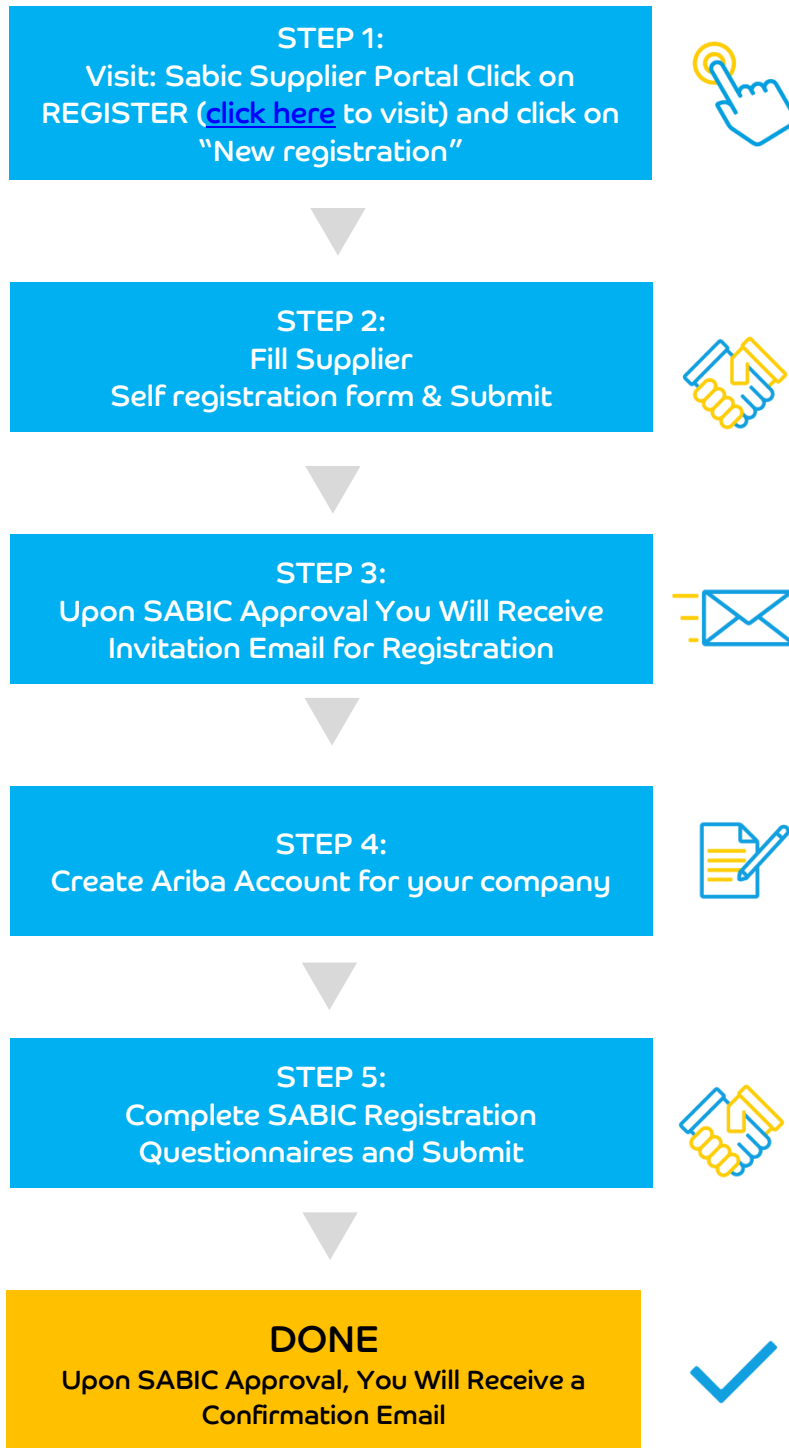 STEP 1:
Visit: Sabic Supplier Portal Click on
REGISTER (click here to visit) and click on
“New registration”
STEP 2:
Fill Supplier
Self registration form & Submit
STEP 3:
Upon SABIC Approval You Will Receive
Invitation Email for Registration
STEP 4:
Create Ariba Account for your company
STEP 5:
Complete SABIC Registration
Questionnaires and Submit
DONE
Upon SABIC Approval, You Will Receive a
Confirmation Email